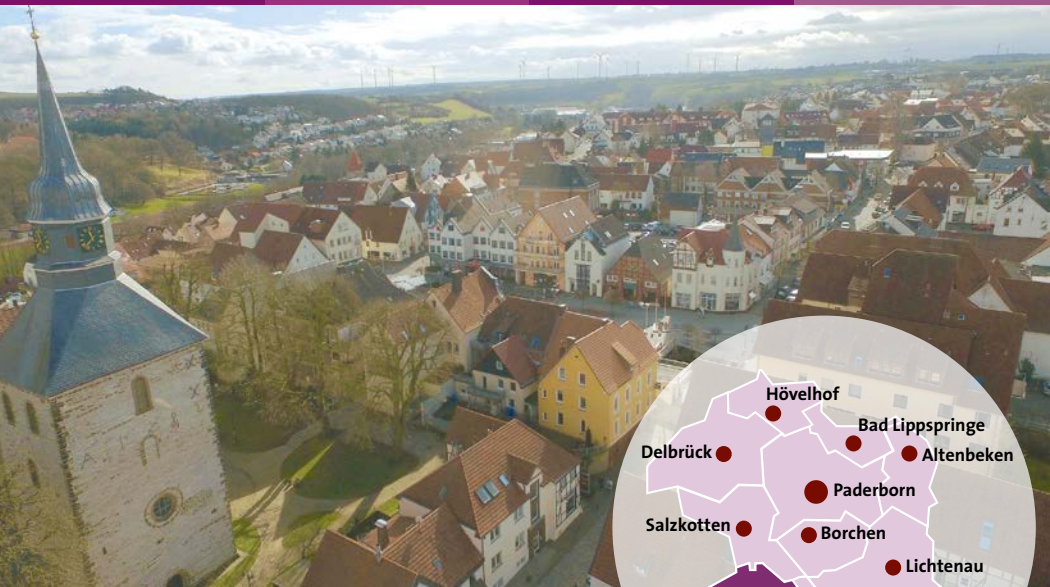 Hövelhof
Bad Lippspringe
Delbrück
Altenbeken
Paderborn
Salzkotten
Borchen
Lichtenau